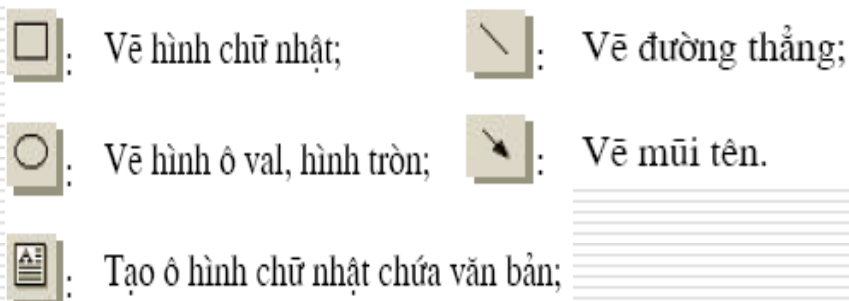 : Vẽ hình chữ nhật;
: Vẽ đường thẳng;
: Vẽ hình ô val, hình tròn;
: Vẽ mũi tên.
: Tạo ô hình chữ nhật chứa văn bản;